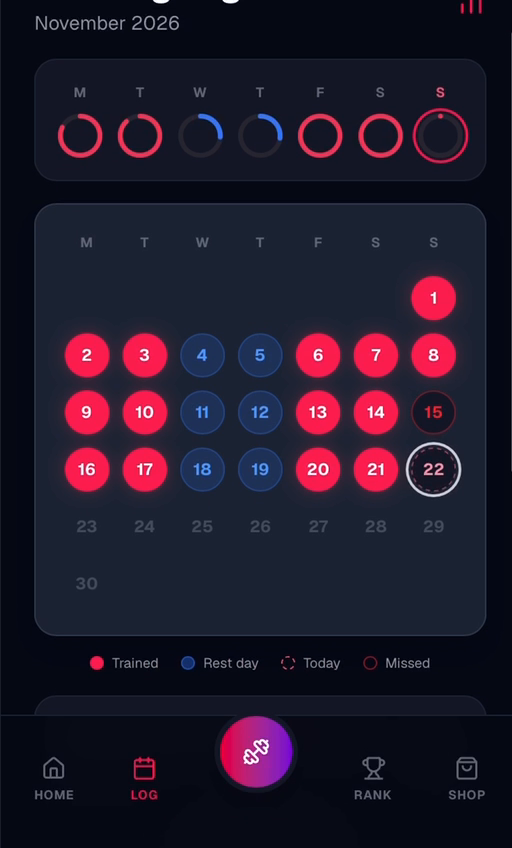 November 2026
M T W T F S S
M T W T F S S
1
2 3 4 5 6 7 8
9 10 11 12 13 14 15
16 17 18 19 20 21 22
23 24 25 26 27 28 29
30
Trained Rest day Today Missed
HOME LOG RANK SHOP